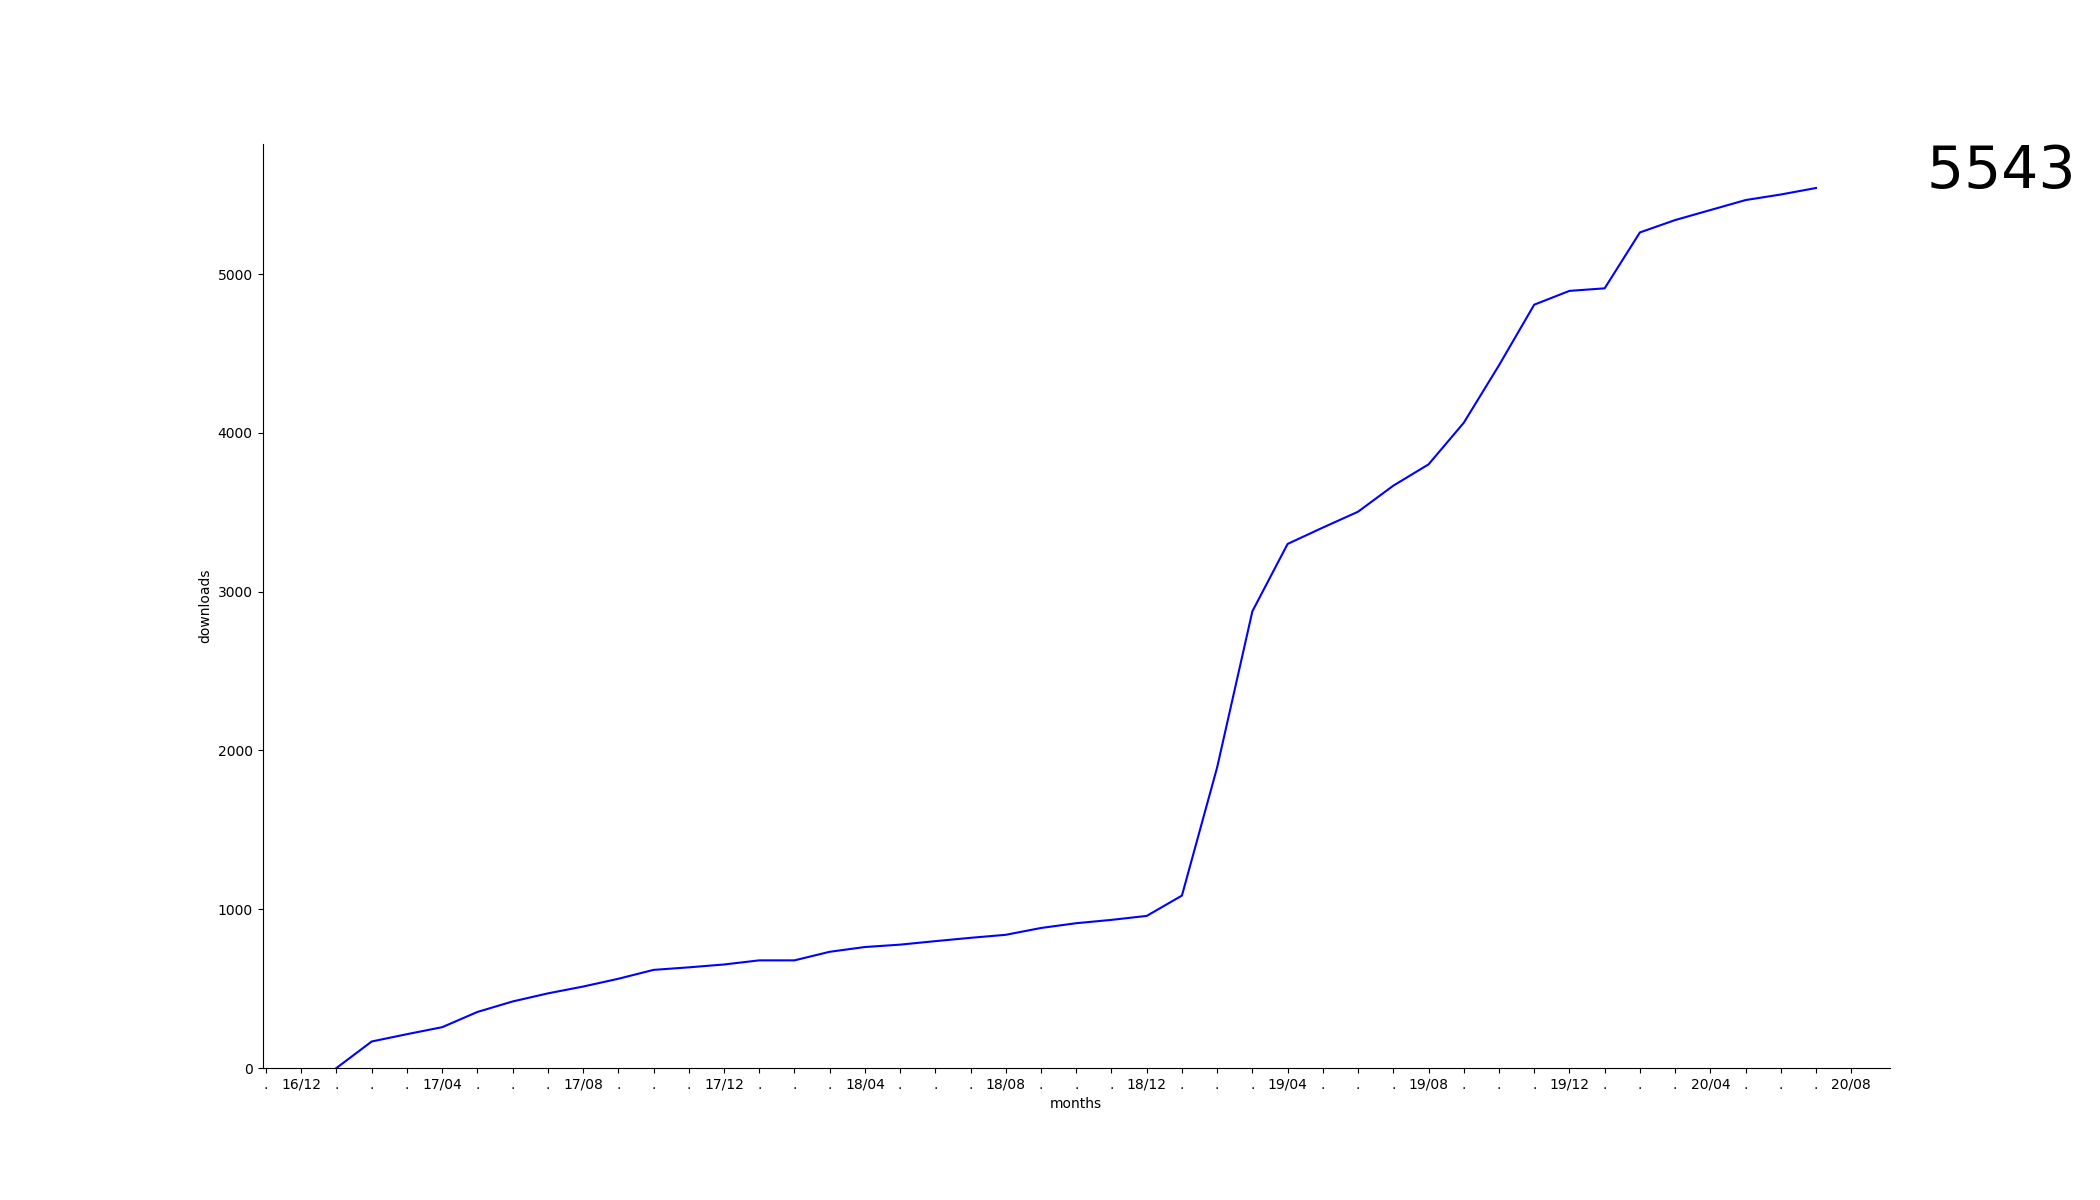 5543
5000
4000
3000
2000
1000
0
downloads
. 16/12 . . . 17/04 . . . 17/08 . . . 17/12 . . . 18/04 . . . 18/08 . . . 18/12 . . . 19/04 . . . 19/08 . . . 19/12 . . . 20/04 . . . 20/08
months